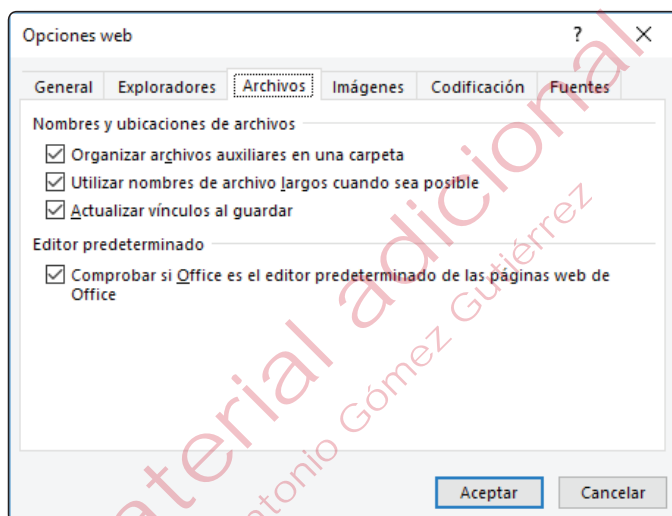 Opciones web ? X
General Exploradores Archivos Imágenes Codificación Fuentes
Nombres y ubicaciones de archivos
Organizar archivos auxiliares en una carpeta
Utilizar nombres de archivo largos cuando sea posible
Actualizar vínculos al guardar
Editor predeterminado
Comprobar si Office es el editor predeterminado de las páginas web de
Office
Aceptar Cancelar
adicional
Gómez Gutiérrez